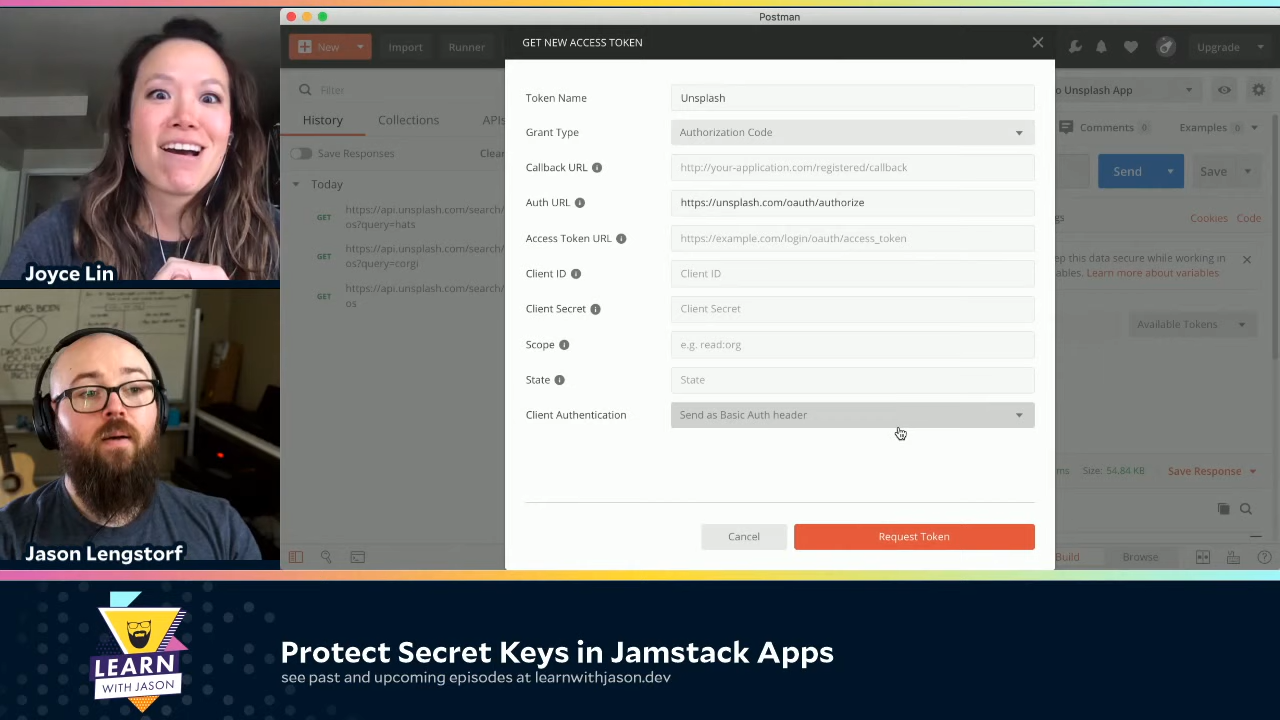 Postman
New
Import
Runner
Upgrade
GET NEW ACCESS TOKEN
Filter
o Unsplash App
History
Collections
APIs
Comments 0
Examples 0
Save Responses
Clear
Send
Save
Today
GET https://api.unsplash.com/search/
os?query=hats
GET https://api.unsplash.com/search/
os?query=corgi
GET https://api.unsplash.com/search/
os
gs
Cookies
Code
ep this data secure while working in
ables. Learn more about variables
Available Tokens
Token Name
Unsplash
Grant Type
Authorization Code
Callback URL
http://your-application.com/registered/callback
Auth URL
https://unsplash.com/oauth/authorize
Access Token URL
https://example.com/login/oauth/access_token
Client ID
Client ID
Client Secret
Client Secret
Scope
e.g. read:org
State
State
Client Authentication
Send as Basic Auth header
ms
Size: 54.84 KB
Save Response
Cancel
Request Token
Build
Browse
Joyce Lin
Jason Lengstorf
LEARN
WITH JASON
Protect Secret Keys in Jamstack Apps
see past and upcoming episodes at learnwithjason.dev